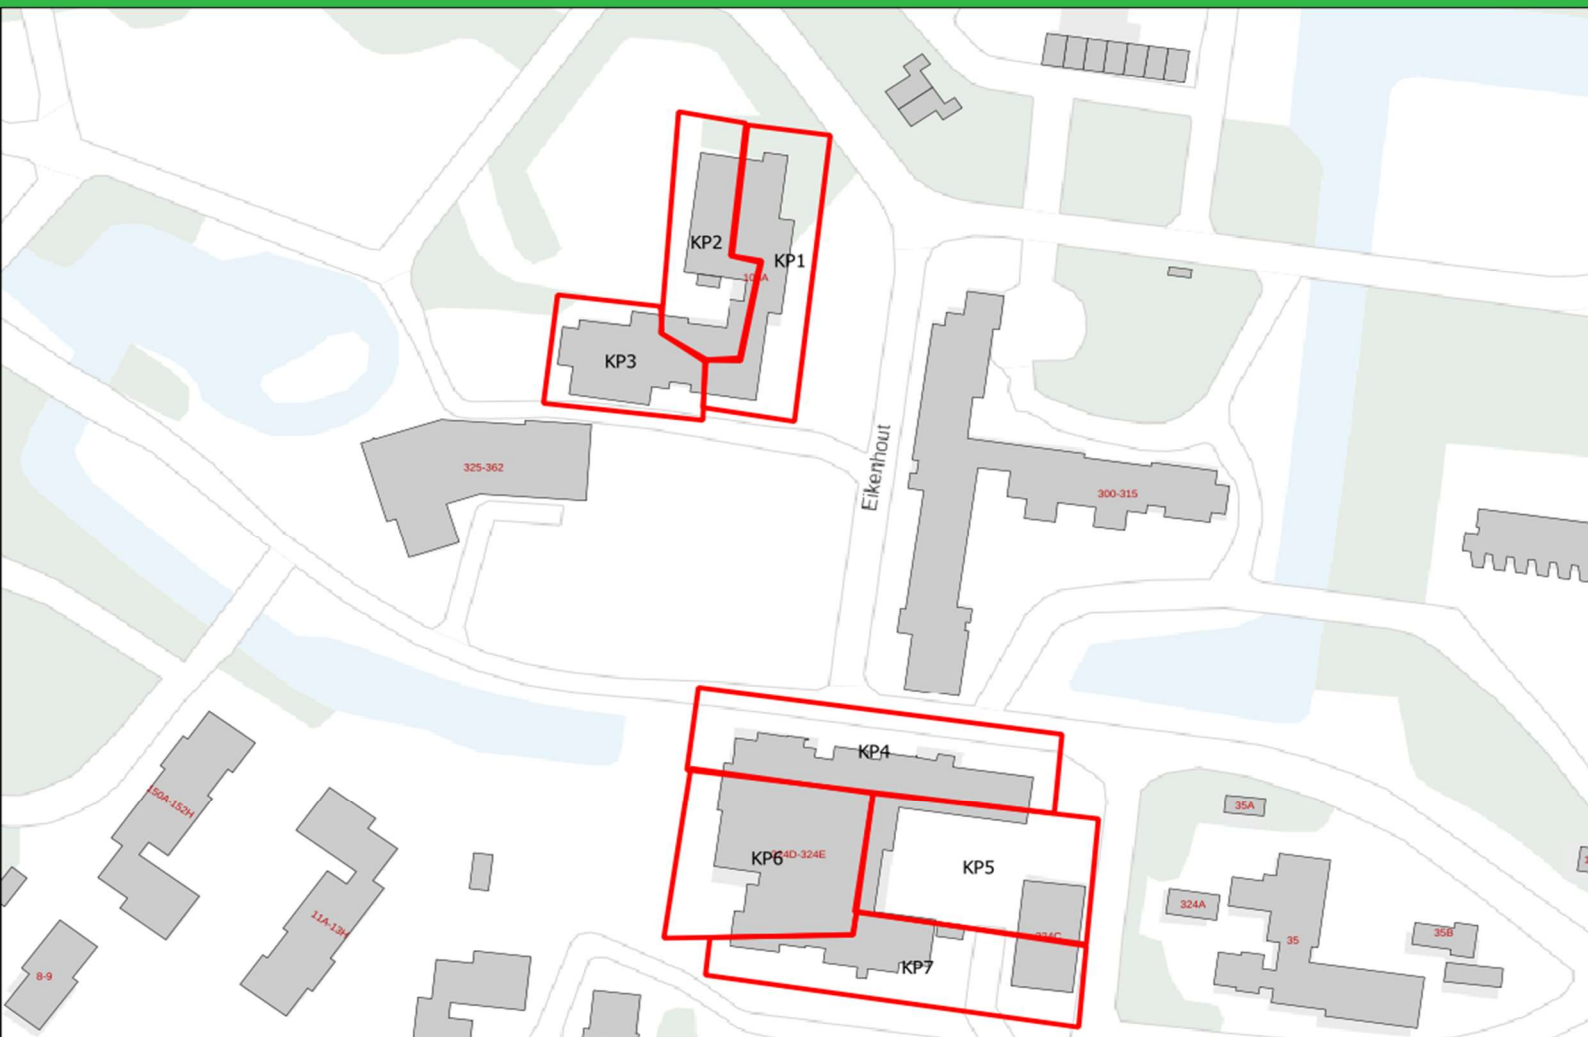 KP2
KP1
KP3
325-362
Eikenhout
300-315
KP4
150A-152H
35A
KP6
KP5
11A-13H
324A
35B
35
KP7
8-9